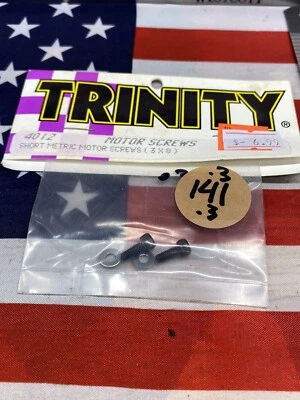 TRINITY
4012 MOTOR SCREWS
SHORT METRIC MOTOR SCREWS (3X8)
.3
141
.3